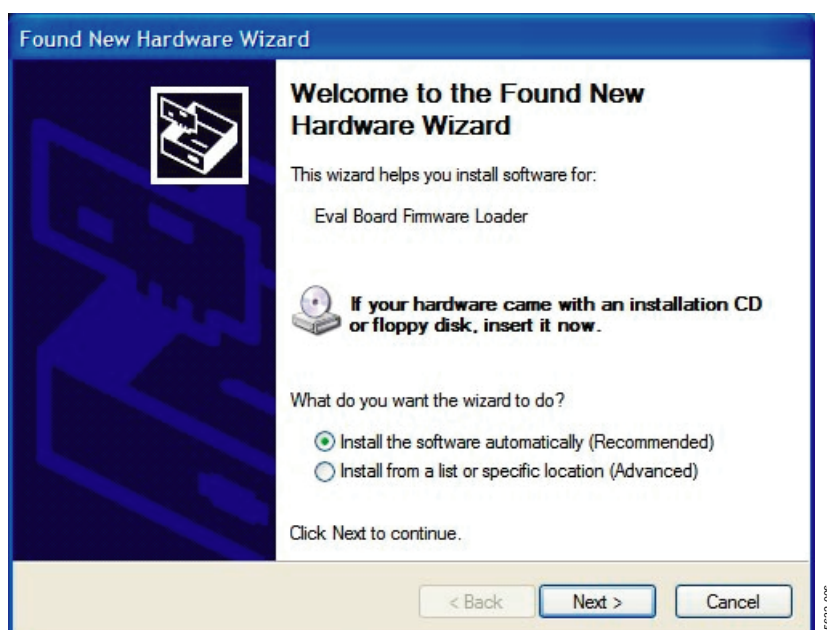 Found New Hardware Wizard
Welcome to the Found New
Hardware Wizard
This wizard helps you install software for:
Eval Board Firmware Loader
If your hardware came with an installation CD
or floppy disk, insert it now.
What do you want the wizard to do?
Install the software automatically (Recommended)
Install from a list or specific location (Advanced)
Click Next to continue.
< Back
Next >
Cancel